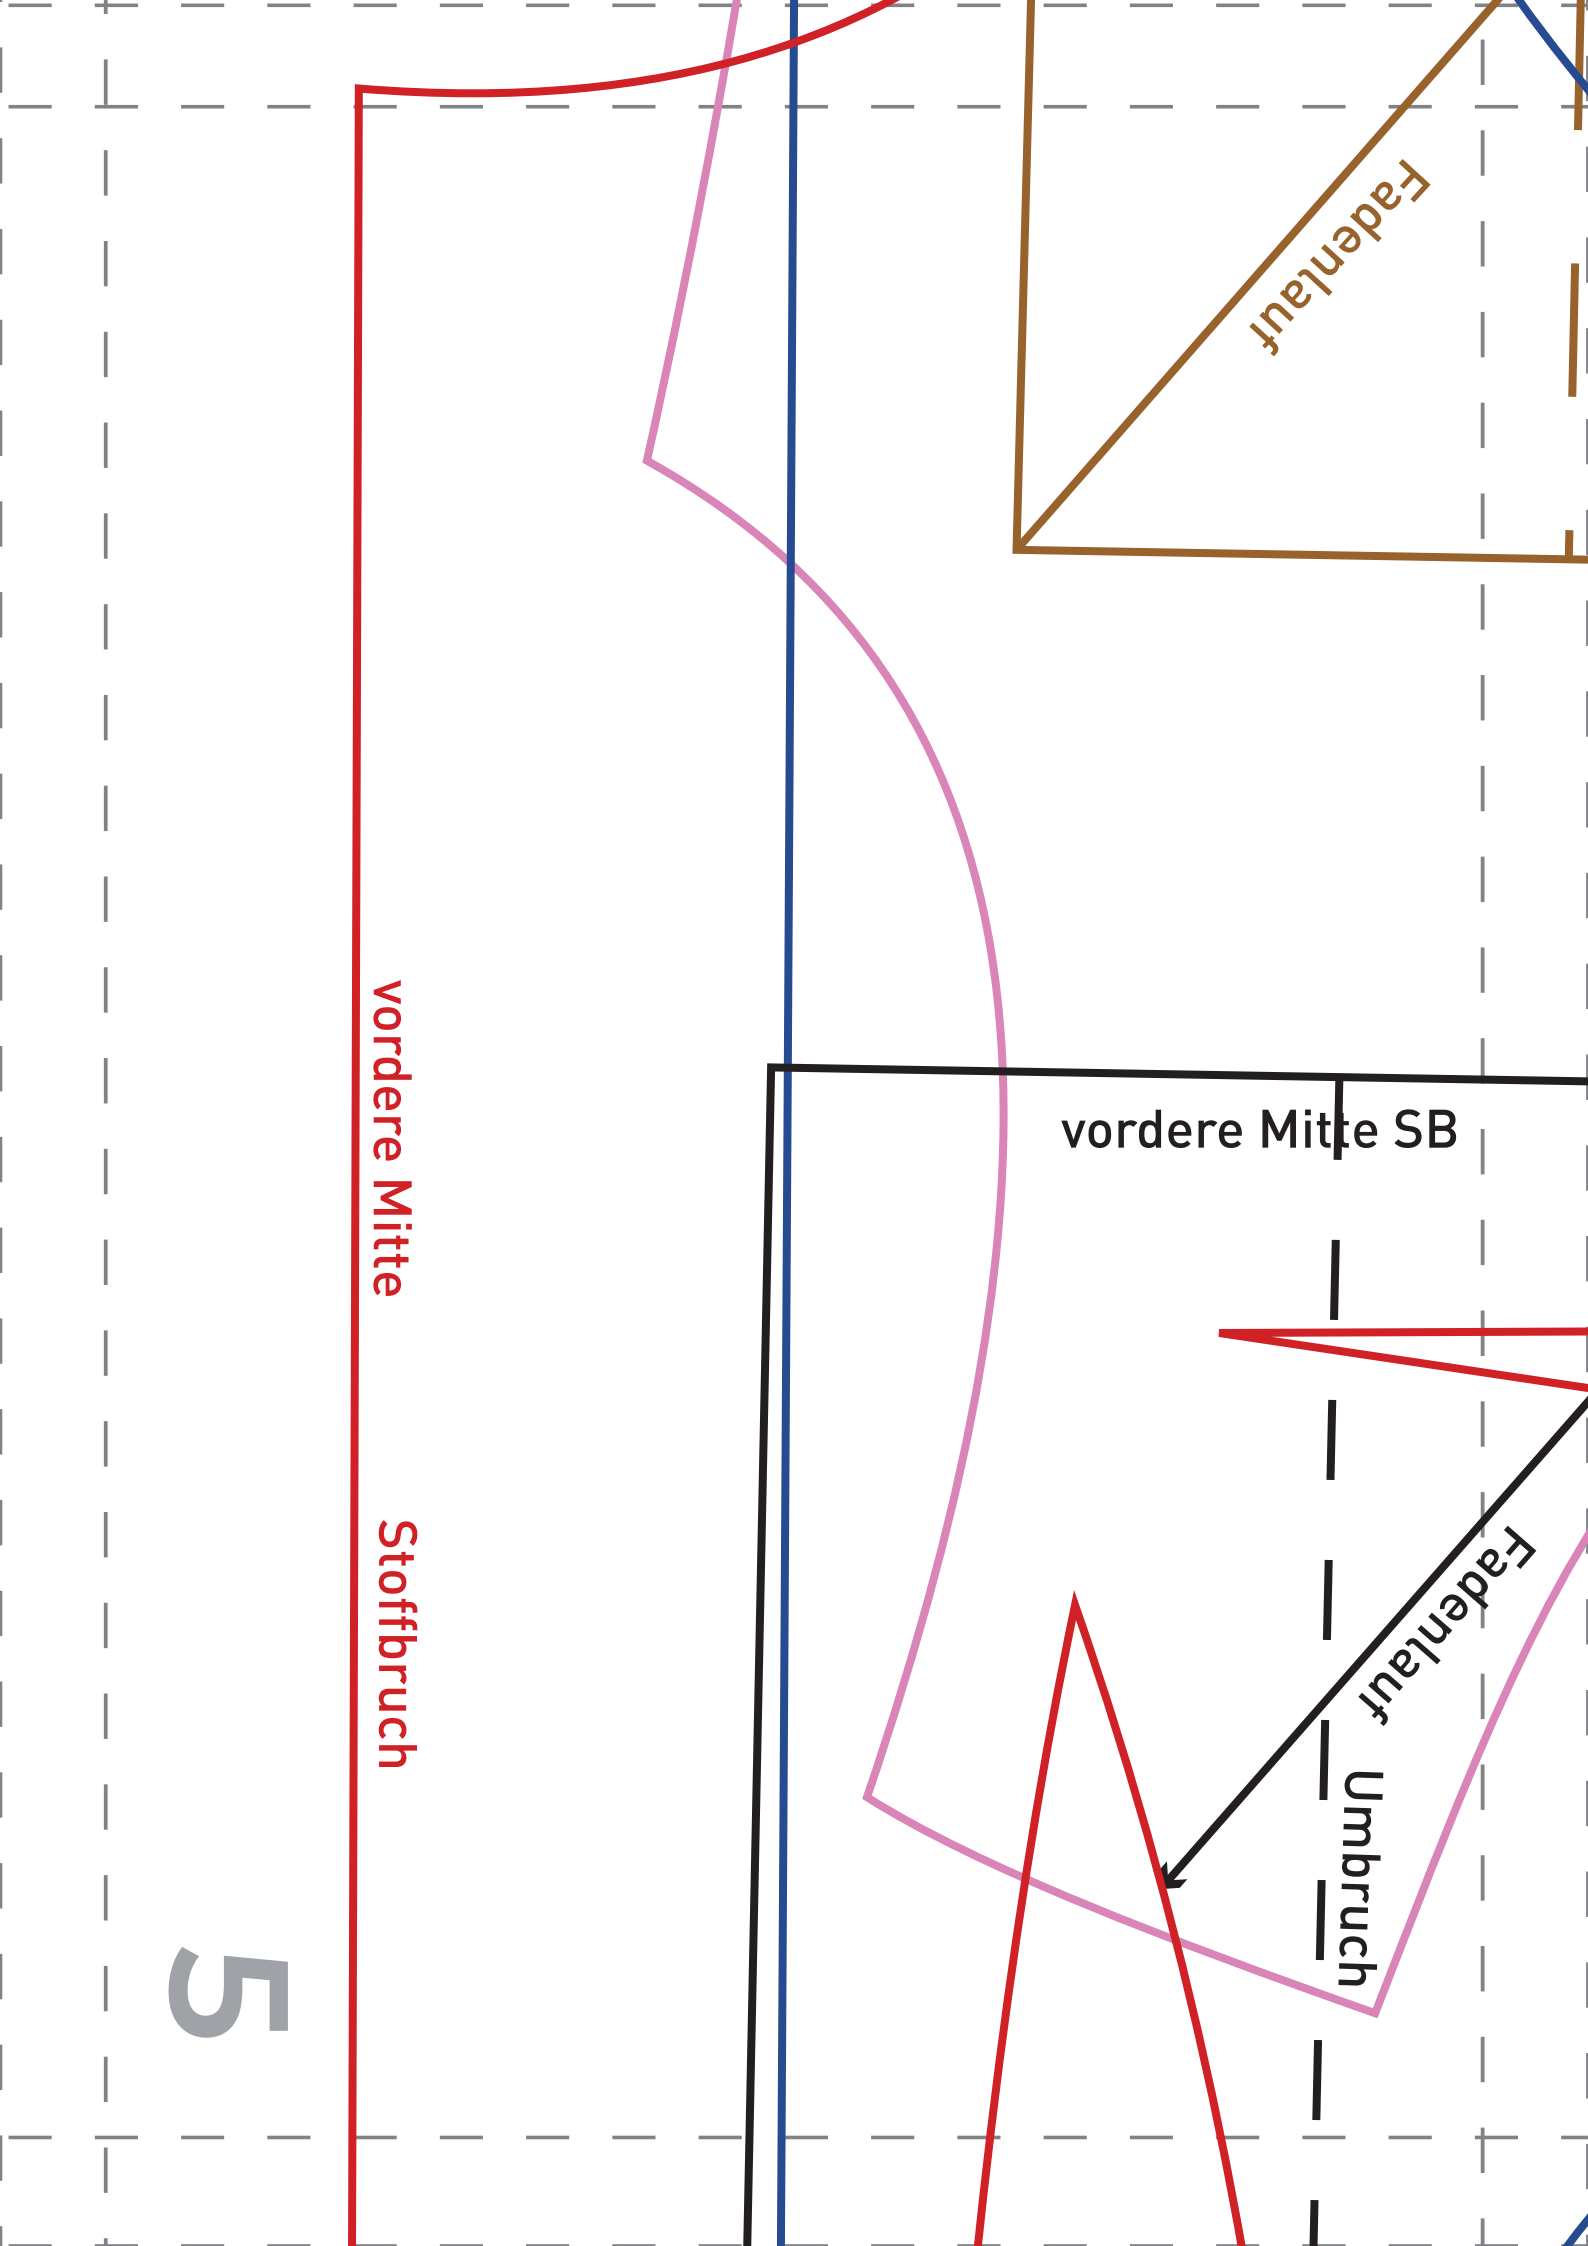 Fadenlauf
vordere Mitte
vordere Mitte SB
Stoffbruch
Fadenlauf
Umbruch
5